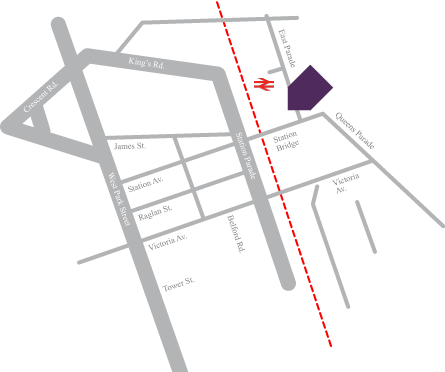 East Parade
King's Rd.
Crescent Rd.
Queens Parade
Station
Bridge
James St.
Station Parade
West Park Street
Station Av.
Victoria
Av.
Raglan St.
Belford Rd.
Victoria Av.
Tower St.